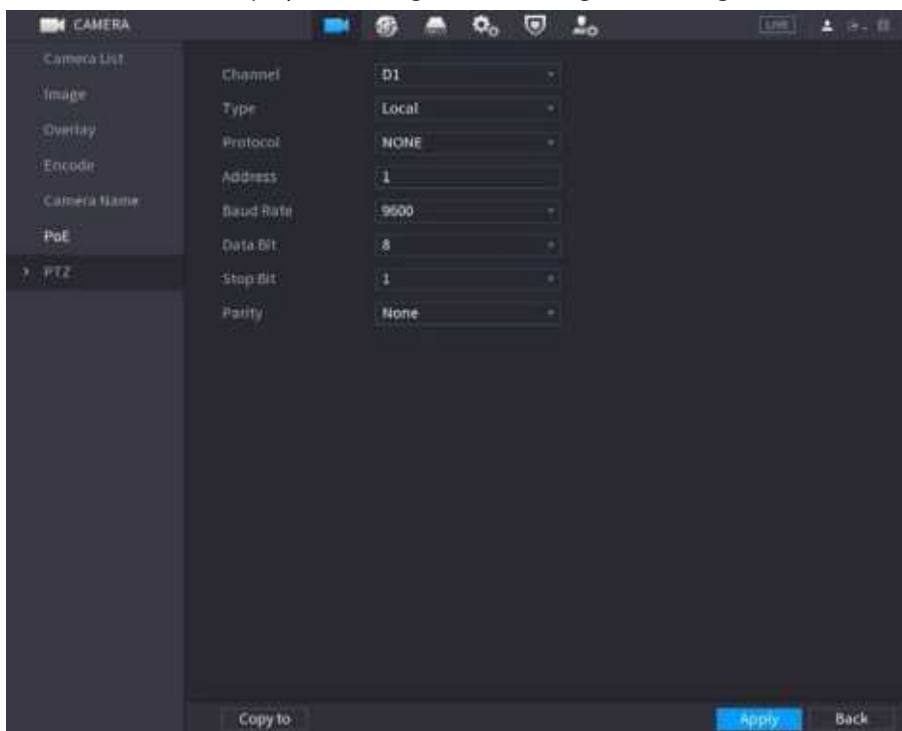 CAMERA
LIVE
Camera List
Image
Overlay
Encode
Camera Name
PoE
PTZ
Channel D1
Type Local
Protocol NONE
Address 1
Baud Rate 9600
Data Bit 8
Stop Bit 1
Parity None
Copy to
Apply
Back